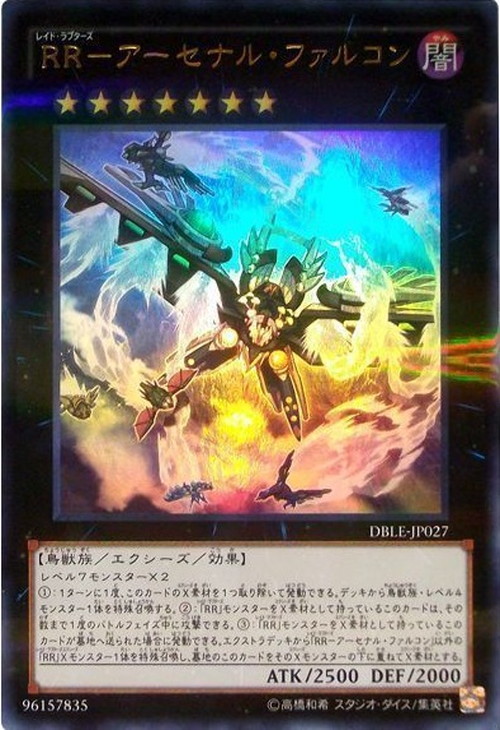 レイド・ラプターズ
RR－アーセナル・ファルコン
闇
DBLE-JP027
【鳥獣族／エクシーズ／効果】
レベル7モンスター×2
①：1ターンに1度、このカードのX素材を1つ取り除いて発動できる。デッキから鳥獣族・レベル4
モンスター1体を特殊召喚する。②：「RR」モンスターをX素材として持っているこのカードは、その
数まで1度のバトルフェイズ中に攻撃できる。③：「RR」モンスターをX素材として持っているこの
カードが墓地へ送られた場合に発動できる。エクストラデッキから「RR－アーセナル・ファルコン」以外の
「RR」Xモンスター1体を特殊召喚し、墓地のこのカードをそのXモンスターの下に重ねてX素材とする。
ATK/2500 DEF/2000
96157835
©高橋和希 スタジオ・ダイス/集英社